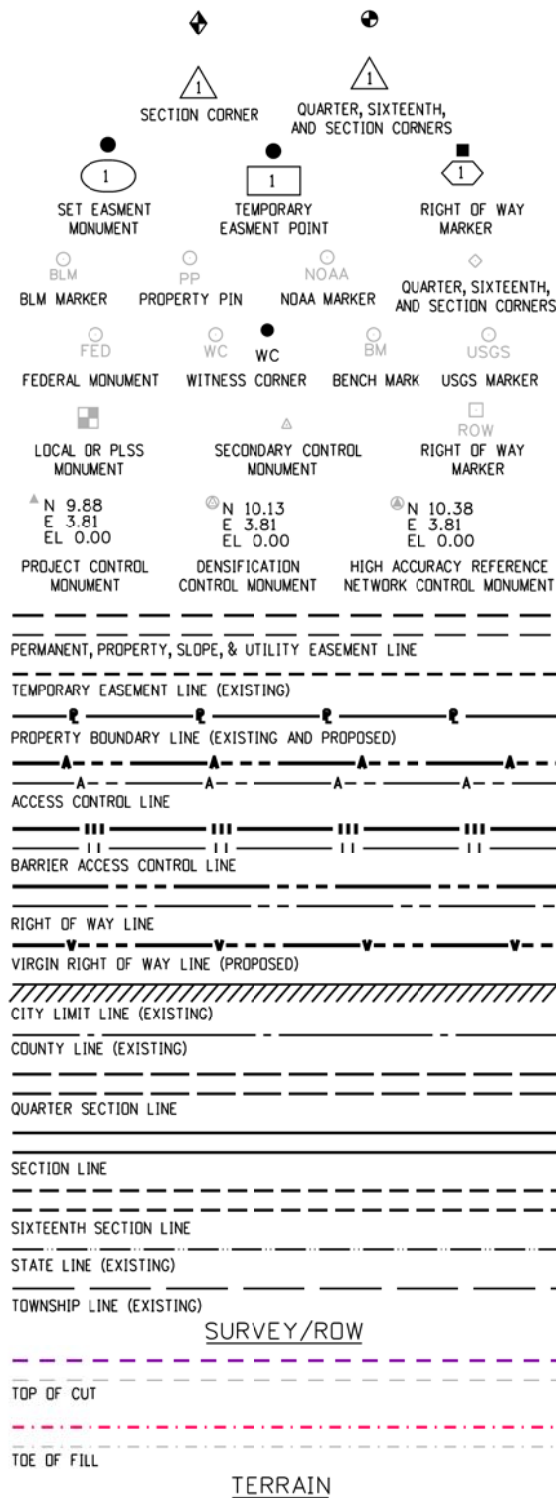 1
1
SECTION CORNER
QUARTER, SIXTEENTH,
AND SECTION CORNERS
1
1
1
SET EASMENT
MONUMENT
TEMPORARY
EASMENT POINT
RIGHT OF WAY
MARKER
BLM
PP
NOAA
BLM MARKER
PROPERTY PIN
NOAA MARKER
QUARTER, SIXTEENTH,
AND SECTION CORNERS
FED
WC
WC
BM
USGS
FEDERAL MONUMENT
WITNESS CORNER
BENCH MARK
USGS MARKER
ROW
LOCAL OR PLSS
MONUMENT
SECONDARY CONTROL
MONUMENT
RIGHT OF WAY
MARKER
N 9.88
E 3.81
EL 0.00
N 10.13
E 3.81
EL 0.00
N 10.38
E 3.81
EL 0.00
PROJECT CONTROL
MONUMENT
DENSIFICATION
CONTROL MONUMENT
HIGH ACCURACY REFERENCE
NETWORK CONTROL MONUMENT
PERMANENT, PROPERTY, SLOPE, & UTILITY EASEMENT LINE
TEMPORARY EASEMENT LINE (EXISTING)
℄ ℄ ℄ ℄
PROPERTY BOUNDARY LINE (EXISTING AND PROPOSED)
A A A A
A A A A
ACCESS CONTROL LINE
BARRIER ACCESS CONTROL LINE
RIGHT OF WAY LINE
V V V V
VIRGIN RIGHT OF WAY LINE (PROPOSED)
CITY LIMIT LINE (EXISTING)
COUNTY LINE (EXISTING)
QUARTER SECTION LINE
SECTION LINE
SIXTEENTH SECTION LINE
STATE LINE (EXISTING)
TOWNSHIP LINE (EXISTING)
SURVEY/ROW
TOP OF CUT
TOE OF FILL
TERRAIN